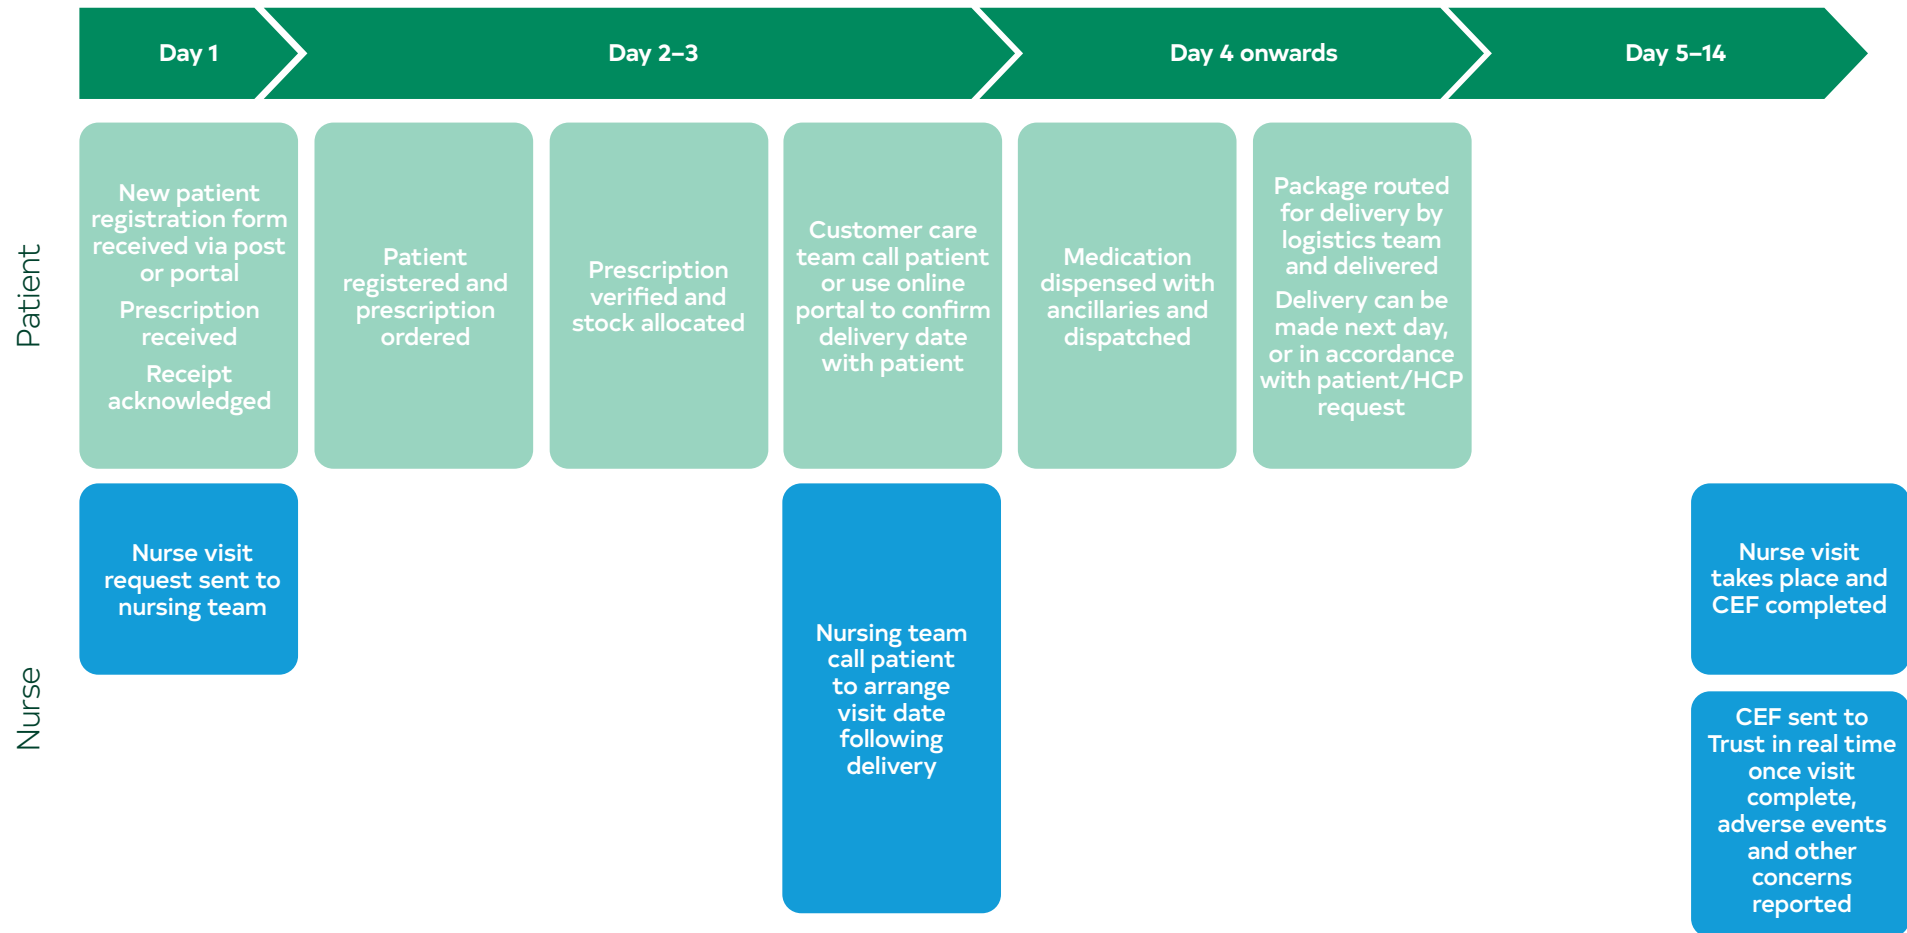 Day 1
Day 2–3
Day 4 onwards
Day 5–14
Patient
New patient
registration form
received via post
or portal
Prescription
received
Receipt
acknowledged
Patient
registered and
prescription
ordered
Prescription
verified and
stock allocated
Customer care
team call patient
or use online
portal to confirm
delivery date
with patient
Medication
dispensed with
ancillaries and
dispatched
Package routed
for delivery by
logistics team
and delivered
Delivery can be
made next day,
or in accordance
with patient/HCP
request
Nurse
Nurse visit
request sent to
nursing team
Nursing team
call patient
to arrange
visit date
following
delivery
Nurse visit
takes place and
CEF completed
CEF sent to
Trust in real time
once visit
complete,
adverse events
and other
concerns
reported